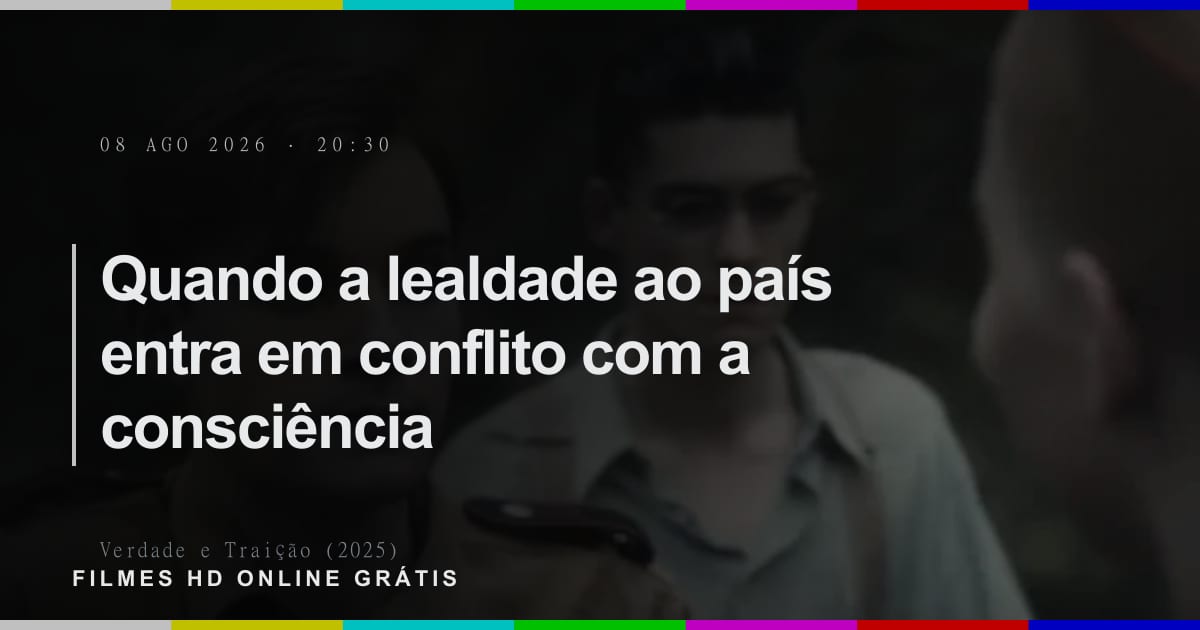 08 AGO 2026 · 20:30
Quando a lealdade ao país
entra em conflito com a
consciência
Verdade e Traição (2025)
FILMES HD ONLINE GRÁTIS